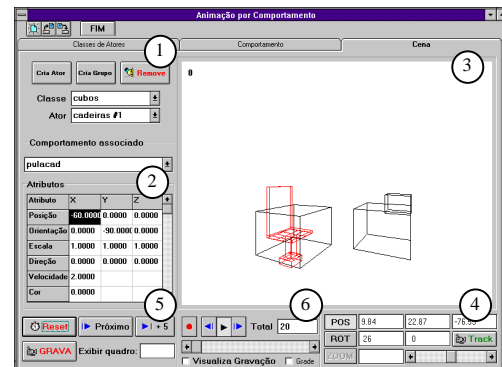 Animação por Comportamento
FIM
Classes de Atores
Comportamento
Cena
1
3
Cria Ator
Cria Grupo
Remove
0
Classe cubos
Ator cadeiras #1
Comportamento associado
pulacad
2
Atributos
Atributo X Y Z
Posição -60.0000 0.0000 0.0000
Orientação 0.0000 -90.0000 0.0000
Escala 1.0000 1.0000 1.0000
Direção 0.0000 0.0000 0.0000
Velocidade 2.0000
Cor 0.0000
5
6
4
Reset
Próximo
+ 5
Total 20
POS 9.84 22.87 -76.95
ROT 26 0 Track
GRAVA Exibir quadro:
Visualiza Gravação Grade
ZOOM